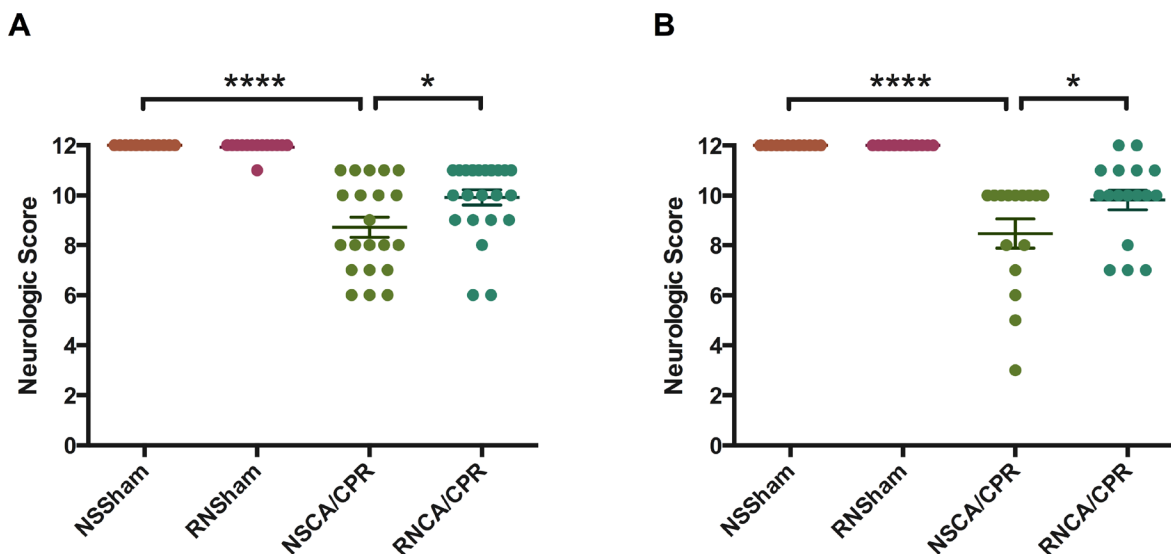 A
****
*
Neurologic Score
12
10
8
6
4
2
0
NSSham
RNSham
NSCA/CPR
RNCA/CPR
B
****
*
Neurologic Score
12
10
8
6
4
2
0
NSSham
RNSham
NSCA/CPR
RNCA/CPR